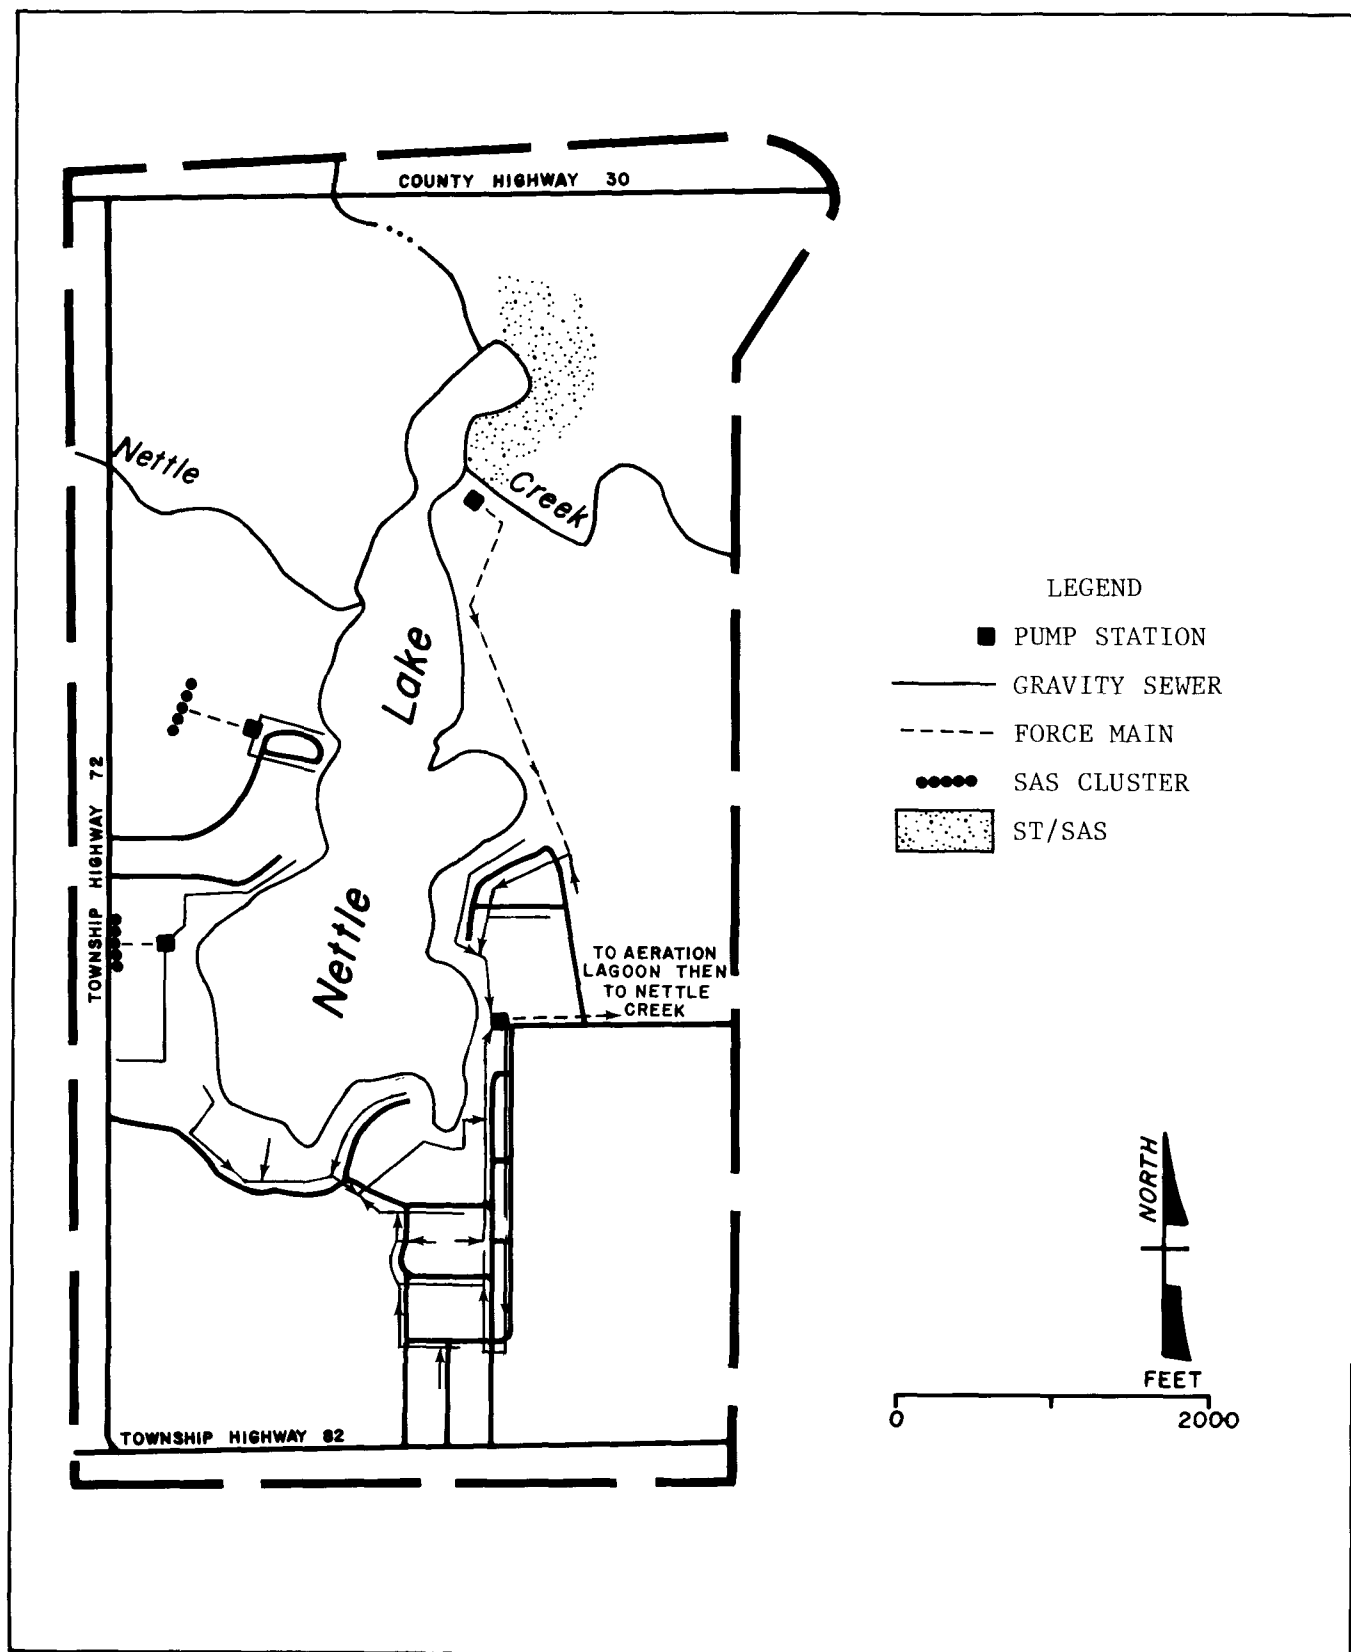 COUNTY HIGHWAY 30
Nettle
Creek
Lake
Nettle
TOWNSHIP HIGHWAY 72
TO AERATION
LAGOON THEN
TO NETTLE
CREEK
TOWNSHIP HIGHWAY 82
LEGEND
PUMP STATION
GRAVITY SEWER
FORCE MAIN
SAS CLUSTER
ST/SAS
NORTH
FEET
0 2000